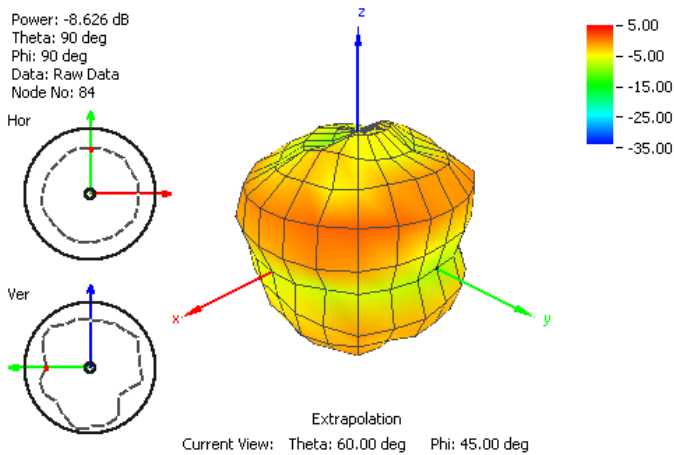 Power: -8.626 dB
Theta: 90 deg
Phi: 90 deg
Data: Raw Data
Node No: 84
Hor
Ver
z
x
y
5.00
-5.00
-15.00
-25.00
-35.00
Extrapolation
Current View: Theta: 60.00 deg Phi: 45.00 deg